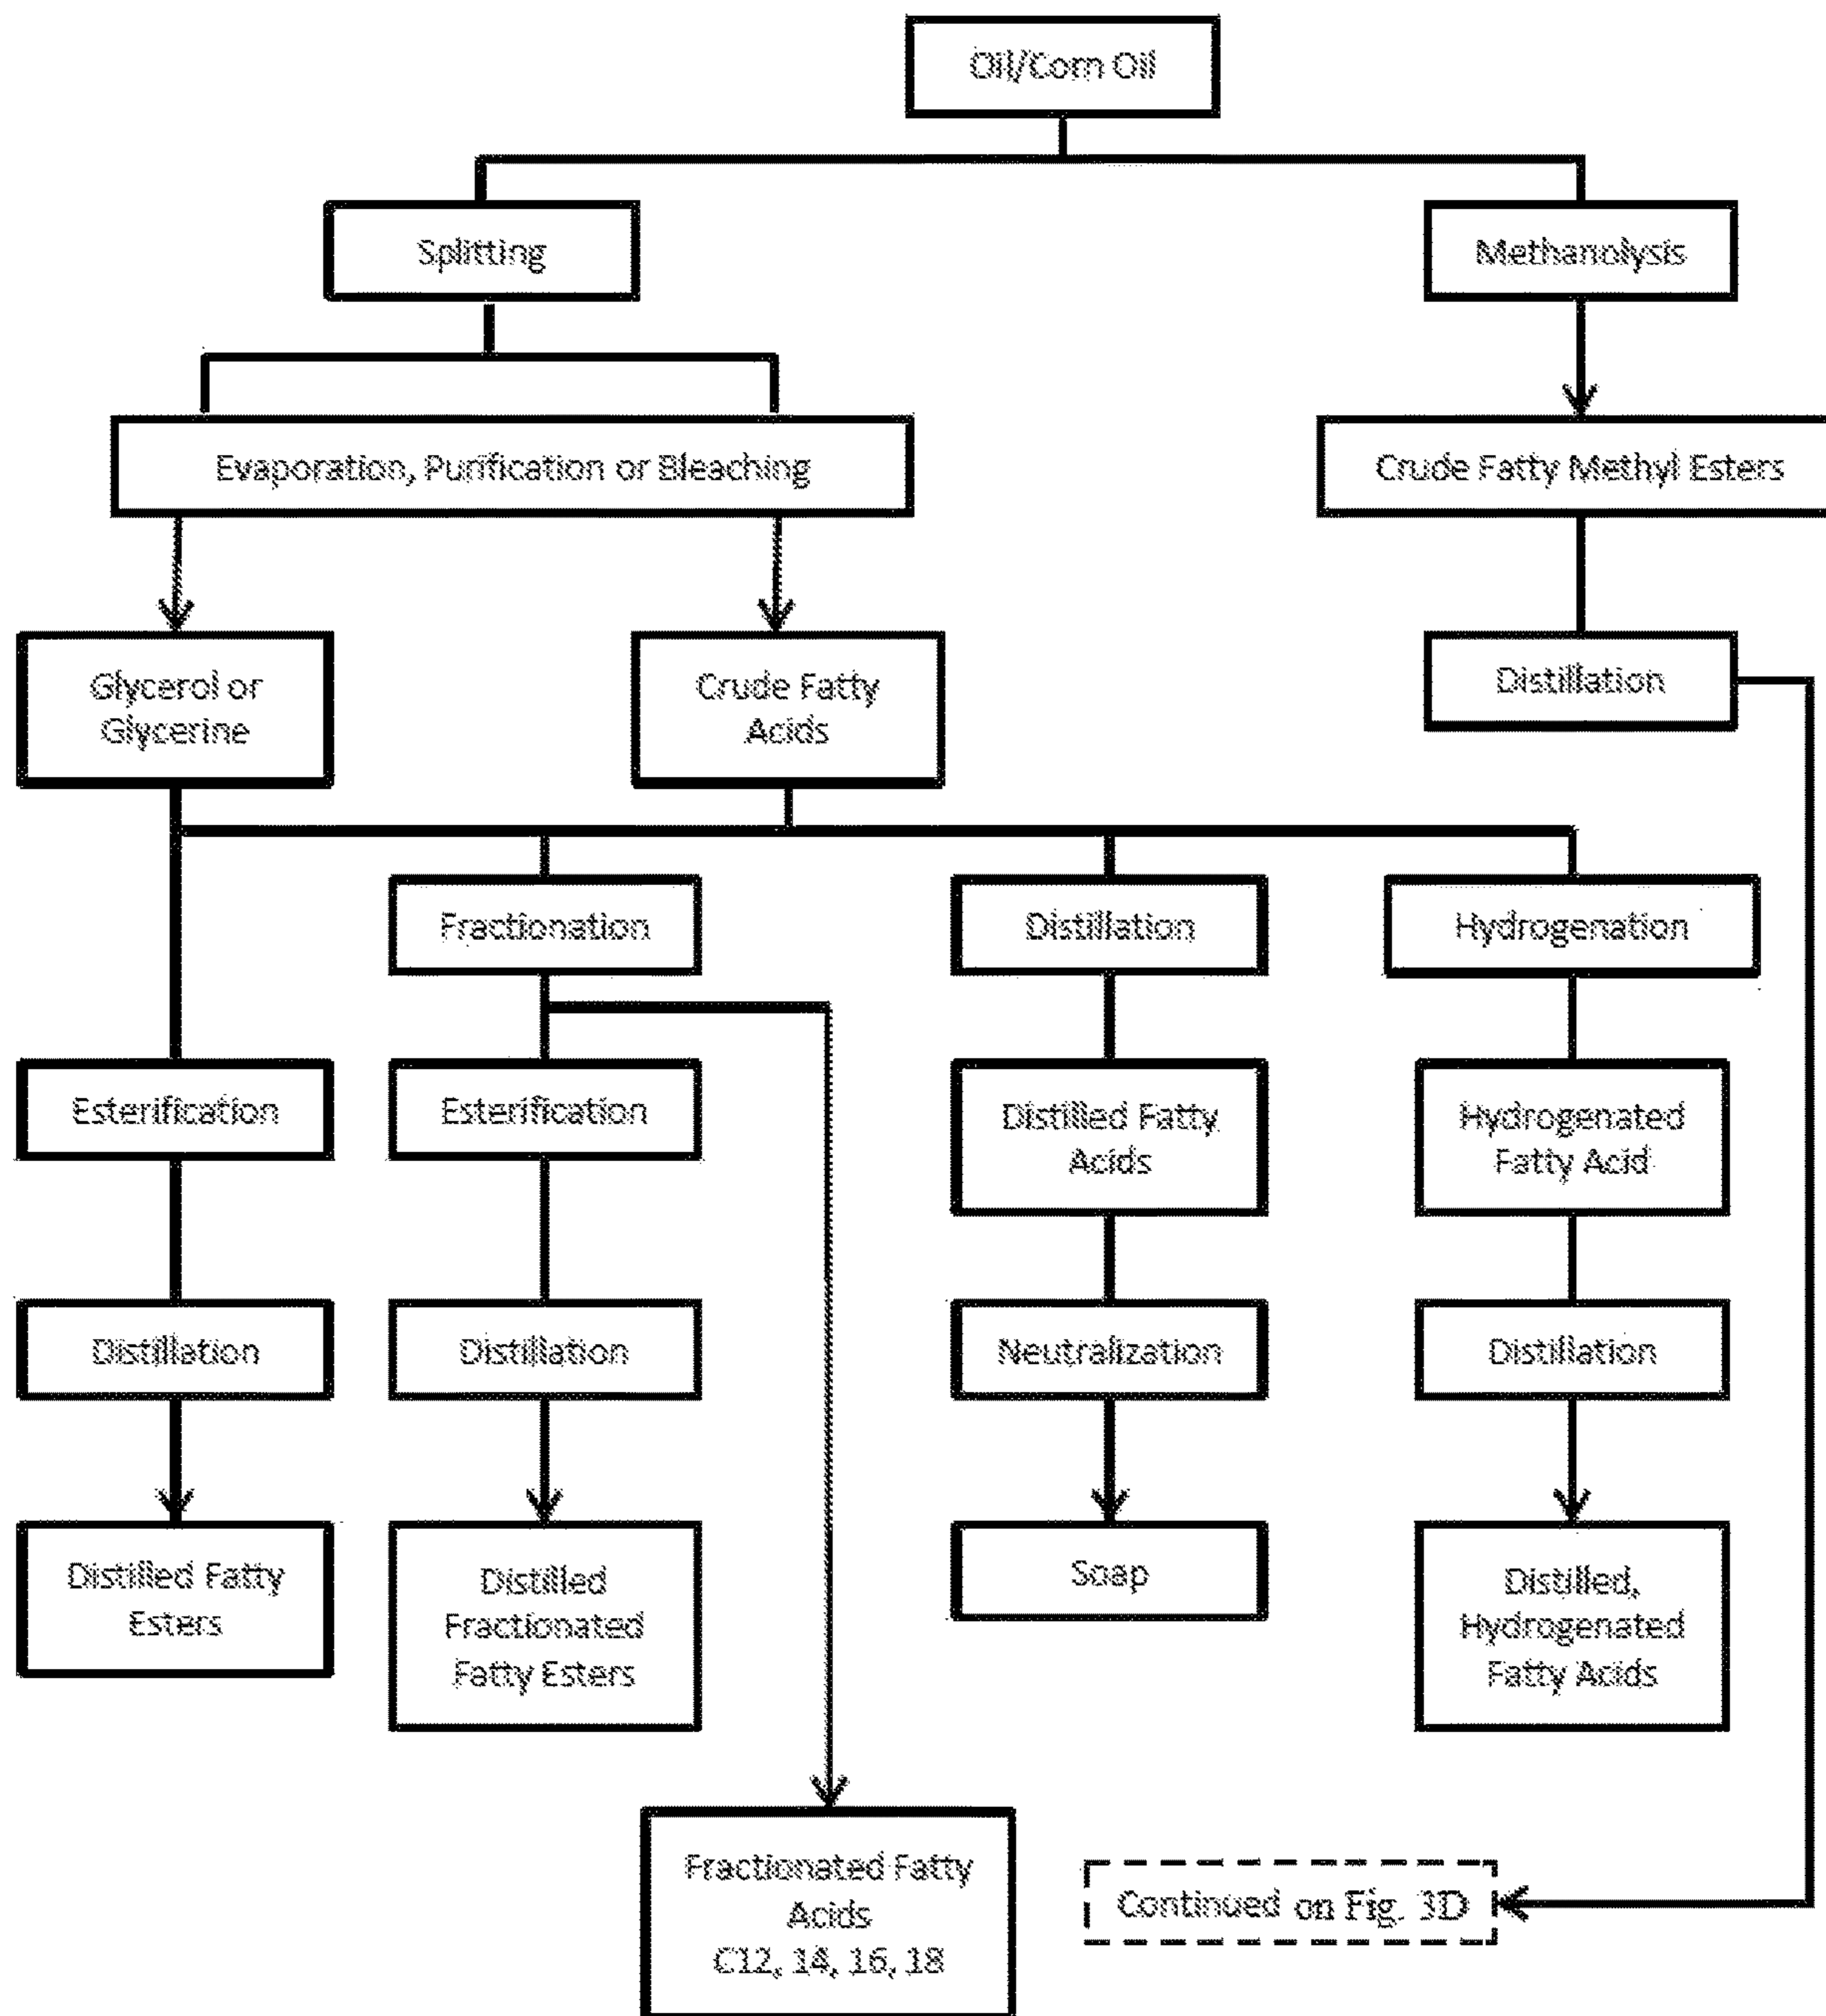 Oil/Corn Oil
Splitting
Methanolysis
Evaporation, Purification or Bleaching
Crude Fatty Methyl Esters
Glycerol or
Glycerine
Crude Fatty
Acids
Distillation
Fractionation
Distillation
Hydrogenation
Esterification
Esterification
Distilled Fatty
Acids
Hydrogenated
Fatty Acid
Distillation
Distillation
Neutralization
Distillation
Distilled Fatty
Esters
Distilled
Fractionated
Fatty Esters
Soap
Distilled,
Hydrogenated
Fatty Acids
Fractionated Fatty
Acids
C12, 14, 16, 18
Continued on Fig. 3D